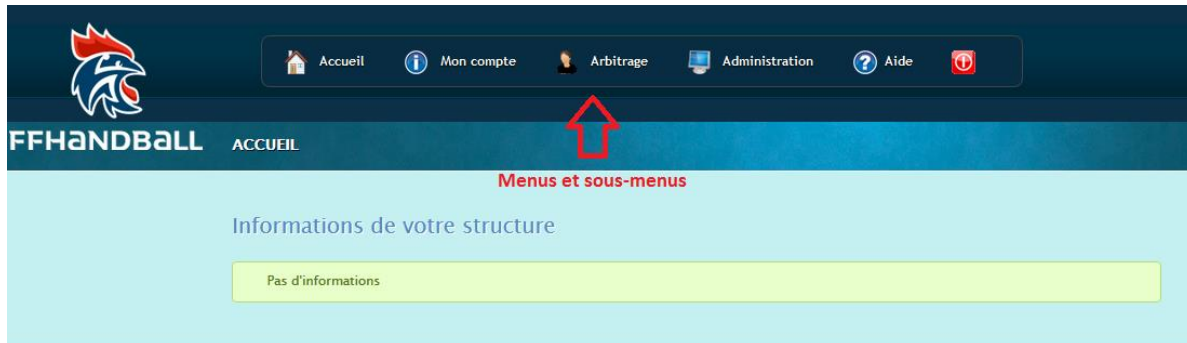 Accueil Mon compte Arbitrage Administration Aide
FFHANDBALL ACCUEIL
Menus et sous-menus
Informations de votre structure
Pas d'informations